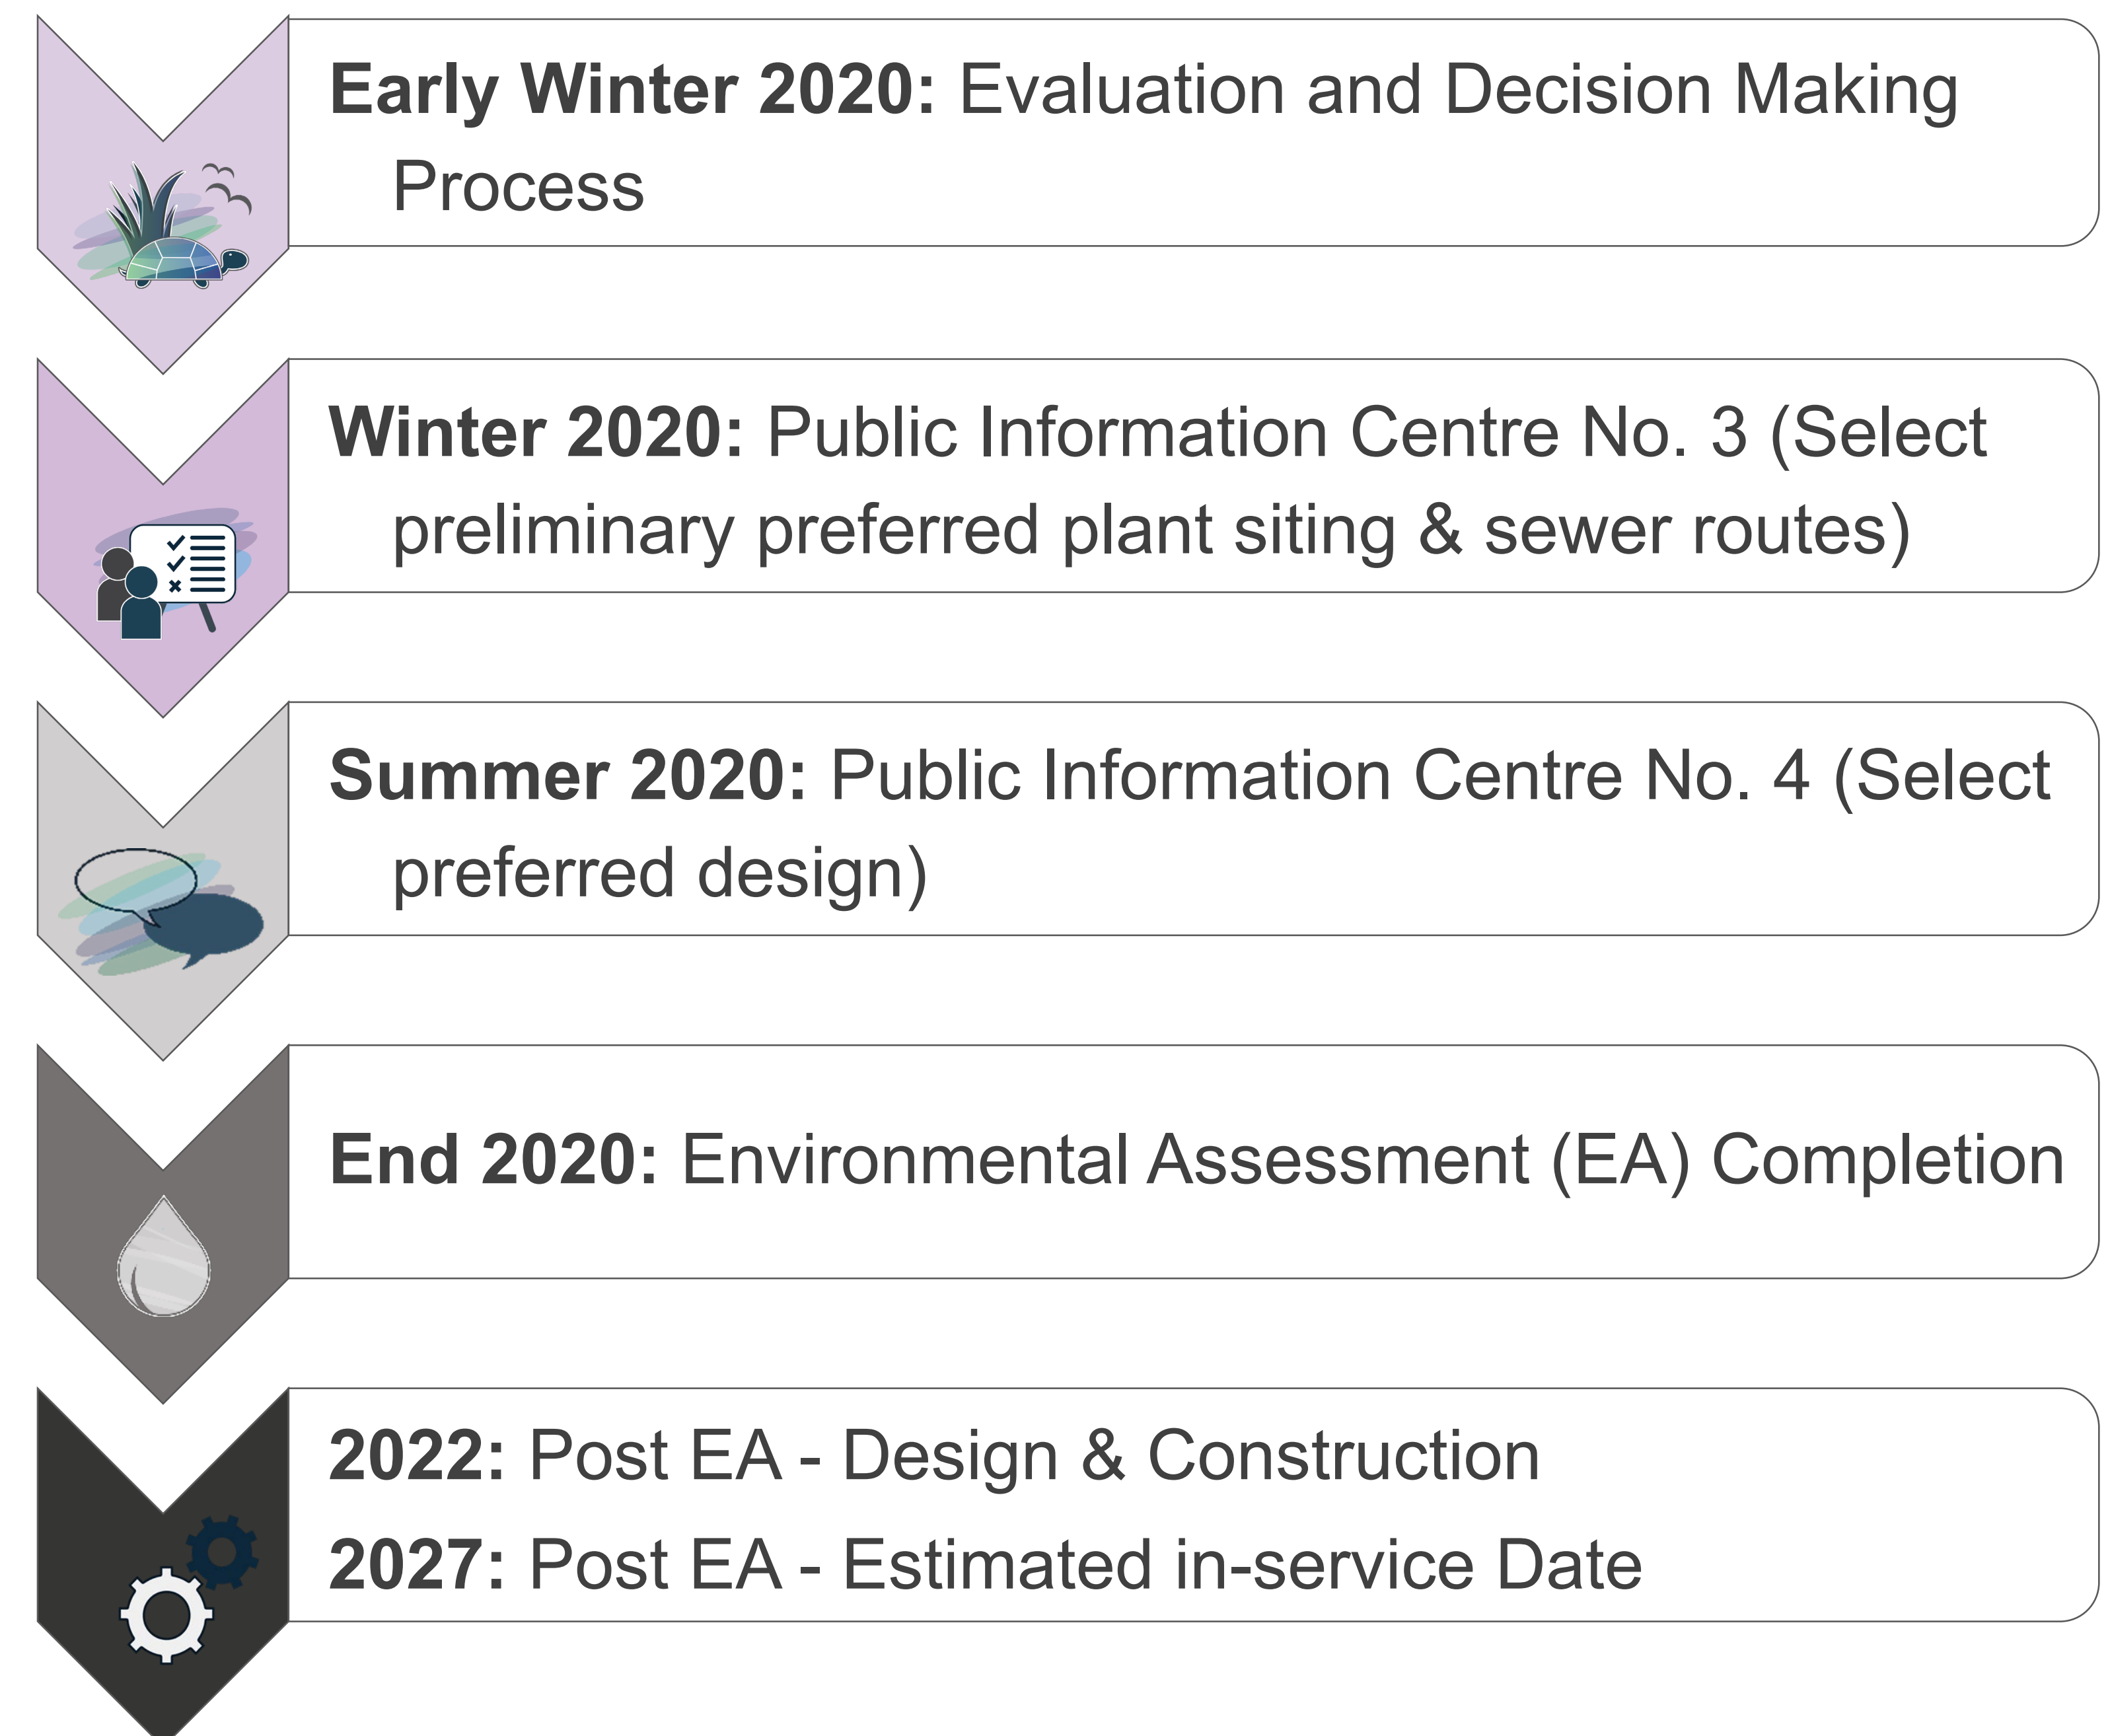 Early Winter 2020: Evaluation and Decision Making
Process
Winter 2020: Public Information Centre No. 3 (Select
preliminary preferred plant siting & sewer routes)
Summer 2020: Public Information Centre No. 4 (Select
preferred design)
End 2020: Environmental Assessment (EA) Completion
2022: Post EA - Design & Construction
2027: Post EA - Estimated in-service Date